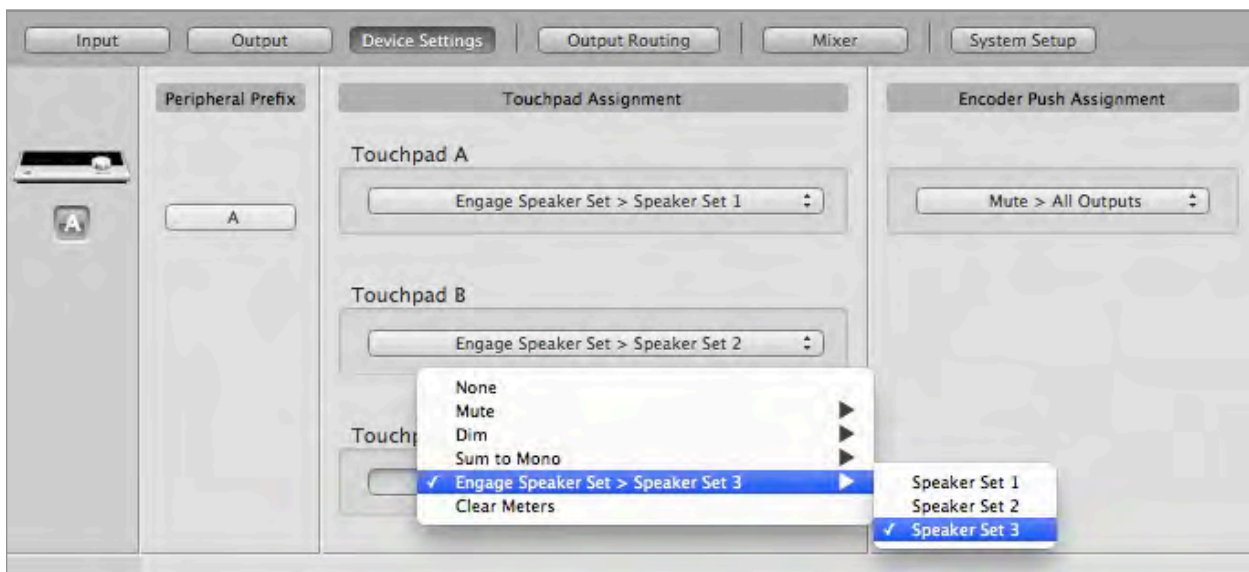 Input Output Device Settings Output Routing Mixer System Setup
Peripheral Prefix Touchpad Assignment Encoder Push Assignment
Touchpad A
A Engage Speaker Set > Speaker Set 1 Mute > All Outputs
A
Touchpad B
Engage Speaker Set > Speaker Set 2
None
Mute
Touchp Dim
Sum to Mono
✓ Engage Speaker Set > Speaker Set 3 Speaker Set 1
Clear Meters Speaker Set 2
✓ Speaker Set 3